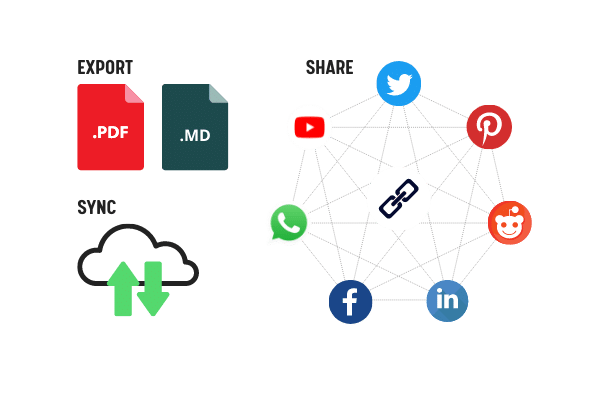 EXPORT
.PDF
.MD
SYNC
SHARE
in